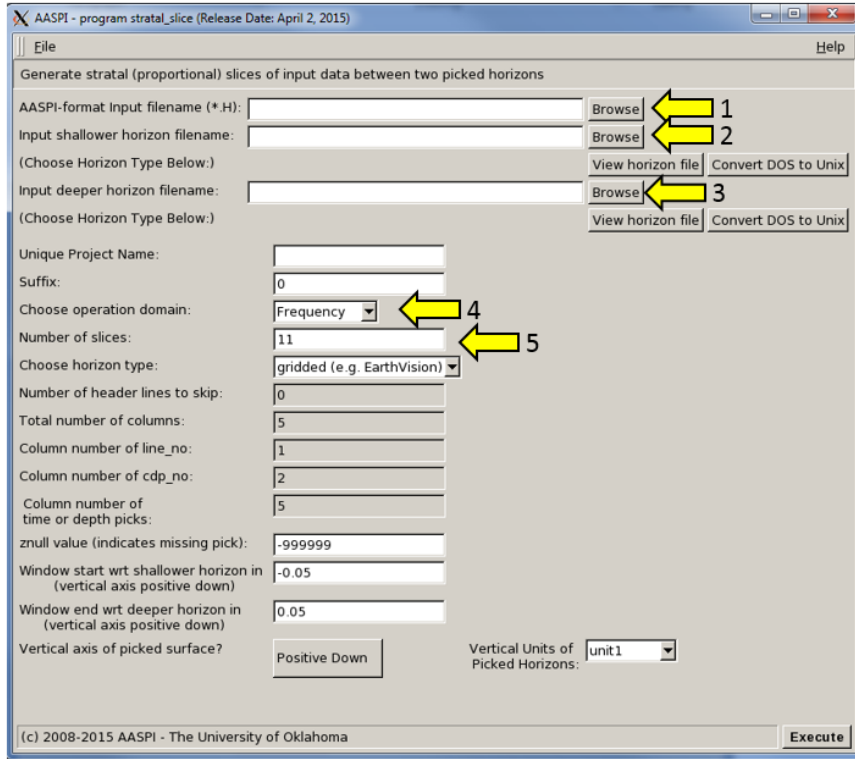 AASPI - program stratal_slice (Release Date: April 2, 2015)
File Help
Generate stratal (proportional) slices of input data between two picked horizons
AASPI-format Input filename (*.H): Browse 1
Input shallower horizon filename: Browse 2
(Choose Horizon Type Below:) View horizon file Convert DOS to Unix
Input deeper horizon filename: Browse 3
(Choose Horizon Type Below:) View horizon file Convert DOS to Unix
Unique Project Name:
Suffix: 0
Choose operation domain: Frequency 4
Number of slices: 11 5
Choose horizon type: gridded (e.g. EarthVision)
Number of header lines to skip: 0
Total number of columns: 5
Column number of line_no: 1
Column number of cdp_no: 2
Column number of
time or depth picks: 5
znull value (indicates missing pick): -999999
Window start wrt shallower horizon in -0.05
(vertical axis positive down)
Window end wrt deeper horizon in 0.05
(vertical axis positive down)
Vertical axis of picked surface? Positive Down Vertical Units of
Picked Horizons: unit1
(c) 2008-2015 AASPI - The University of Oklahoma Execute